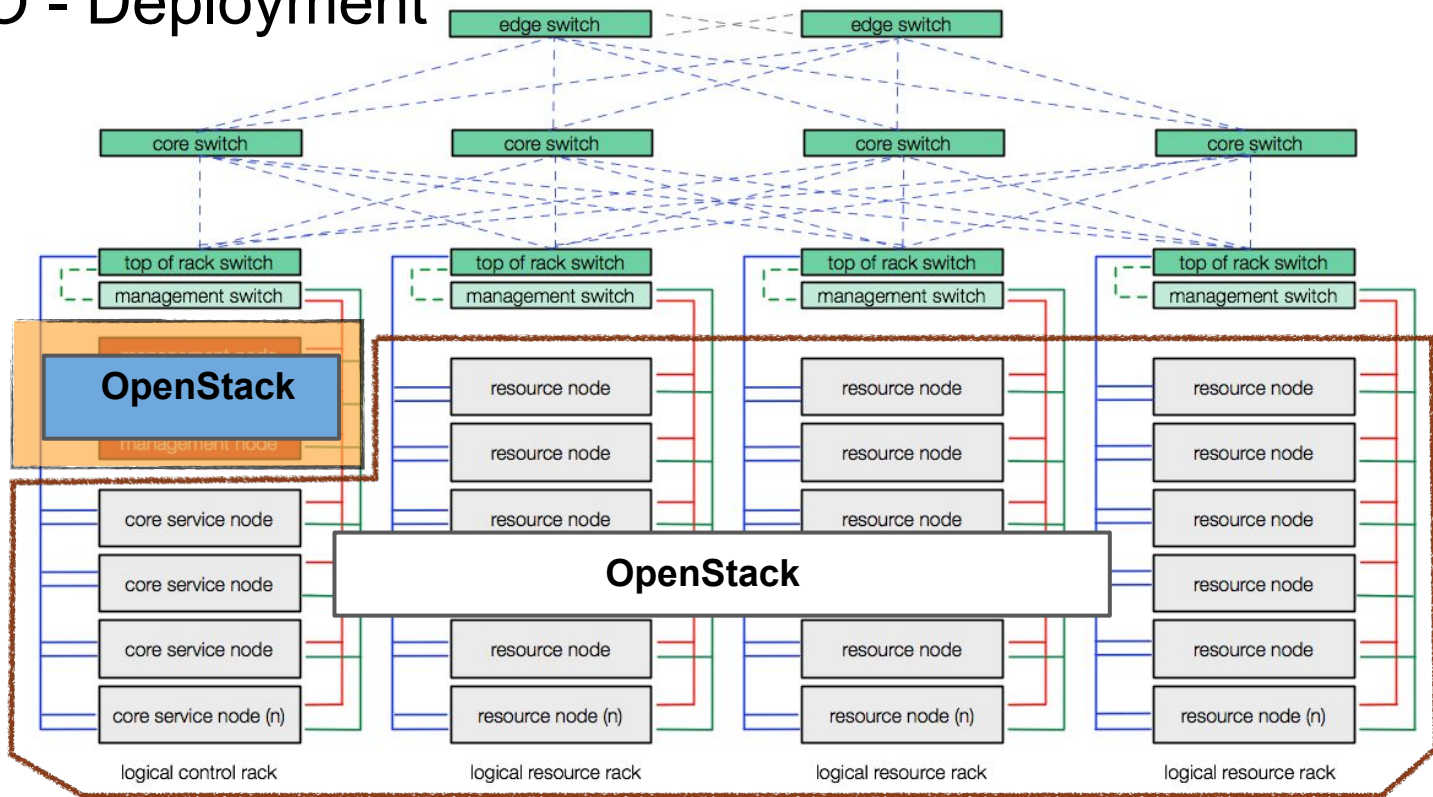 - Deployment
edge switch edge switch
core switch core switch core switch core switch
top of rack switch top of rack switch top of rack switch top of rack switch
management switch management switch management switch management switch
management node
OpenStack
management node
resource node resource node resource node
resource node resource node resource node
core service node resource node resource node resource node
core service node resource node
OpenStack
core service node resource node resource node resource node
core service node (n) resource node (n) resource node (n) resource node (n)
logical control rack logical resource rack logical resource rack logical resource rack